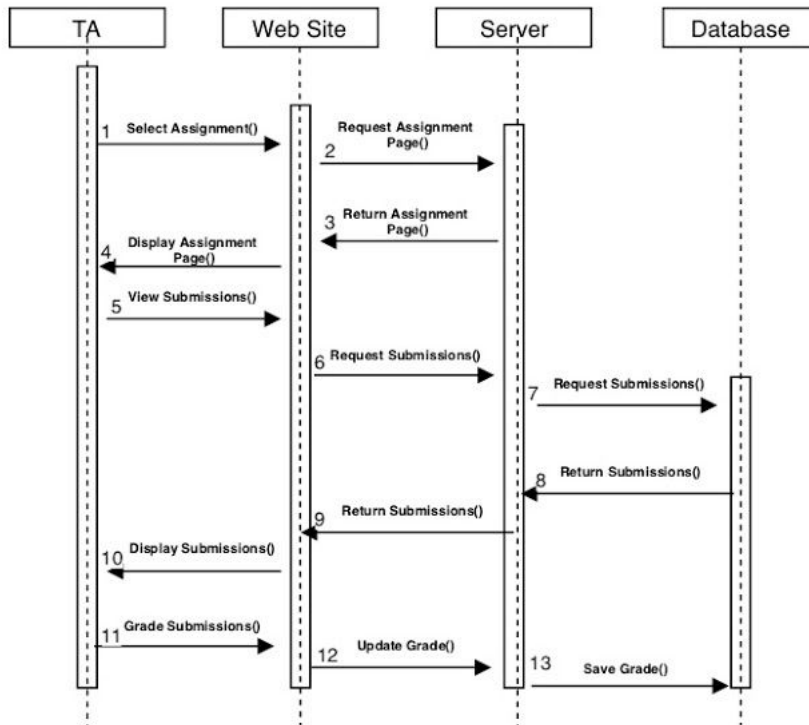 TA
Web Site
Server
Database
1 Select Assignment()
Request Assignment
Page()
2
Return Assignment
Page()
3
Display Assignment
Page()
4
5 View Submissions()
6 Request Submissions()
7 Request Submissions()
8 Return Submissions()
9 Return Submissions()
10 Display Submissions()
11 Grade Submissions()
12 Update Grade()
13 Save Grade()